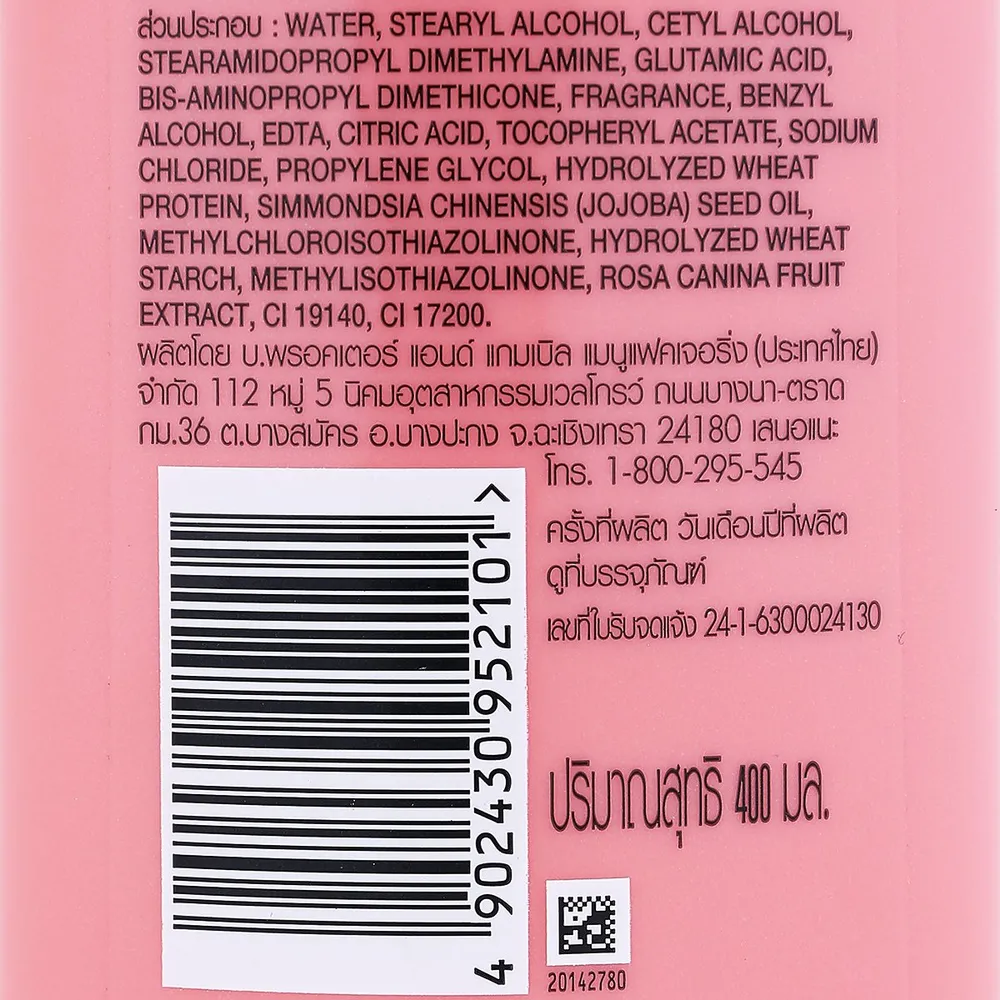 ส่วนประกอบ : WATER, STEARYL ALCOHOL, CETYL ALCOHOL,
STEARAMIDOPROPYL DIMETHYLAMINE, GLUTAMIC ACID,
BIS-AMINOPROPYL DIMETHICONE, FRAGRANCE, BENZYL
ALCOHOL, EDTA, CITRIC ACID, TOCOPHERYL ACETATE, SODIUM
CHLORIDE, PROPYLENE GLYCOL, HYDROLYZED WHEAT
PROTEIN, SIMMONDSIA CHINENSIS (JOJOBA) SEED OIL,
METHYLCHLOROISOTHIAZOLINONE, HYDROLYZED WHEAT
STARCH, METHYLISOTHIAZOLINONE, ROSA CANINA FRUIT
EXTRACT, CI 19140, CI 17200.
ผลิตโดย บ.พรอคเตอร์ แอนด์ แกมเบิล แมนูแฟคเจอริ่ง (ประเทศไทย)
จำกัด 112 หมู่ 5 นิคมอุตสาหกรรมเวลโกรว์ ถนนบางนา-ตราด
กม.36 ต.บางสมัคร อ.บางปะกง จ.ฉะเชิงเทรา 24180 เสนอแนะ
โทร. 1-800-295-545
ครั้งที่ผลิต วันเดือนปีที่ผลิต
ดูที่บรรจุภัณฑ์
เลขที่ใบรับจดแจ้ง 24-1-6300024130
4 902430 952101 >
ปริมาณสุทธิ 400 มล.
20142780